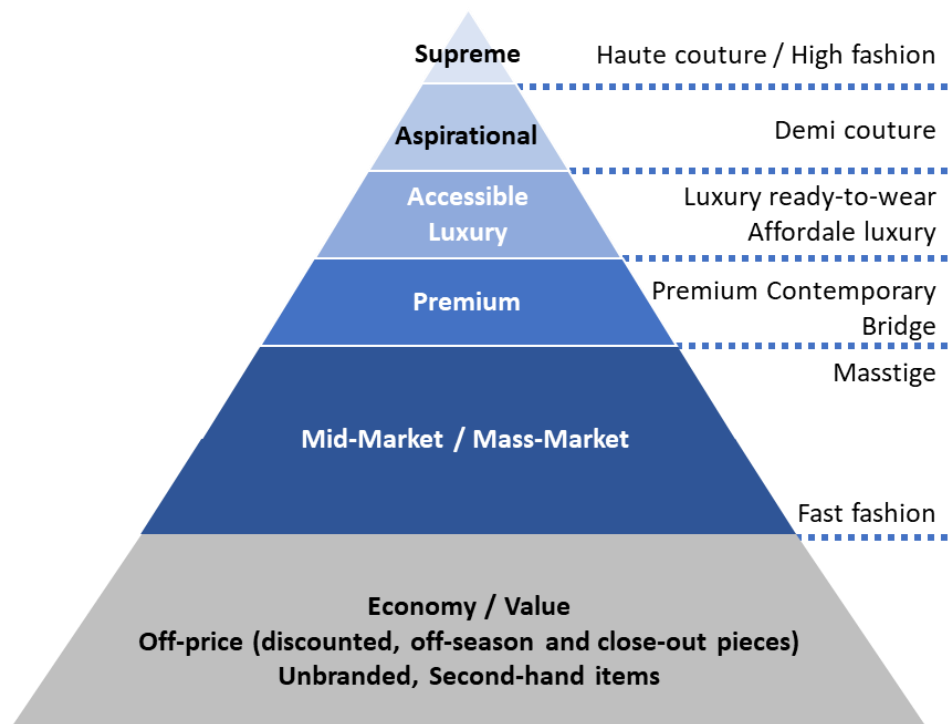 Supreme
Haute couture / High fashion
Aspirational
Demi couture
Accessible
Luxury
Luxury ready-to-wear
Affordale luxury
Premium
Premium Contemporary
Bridge
Masstige
Mid-Market / Mass-Market
Fast fashion
Economy / Value
Off-price (discounted, off-season and close-out pieces)
Unbranded, Second-hand items